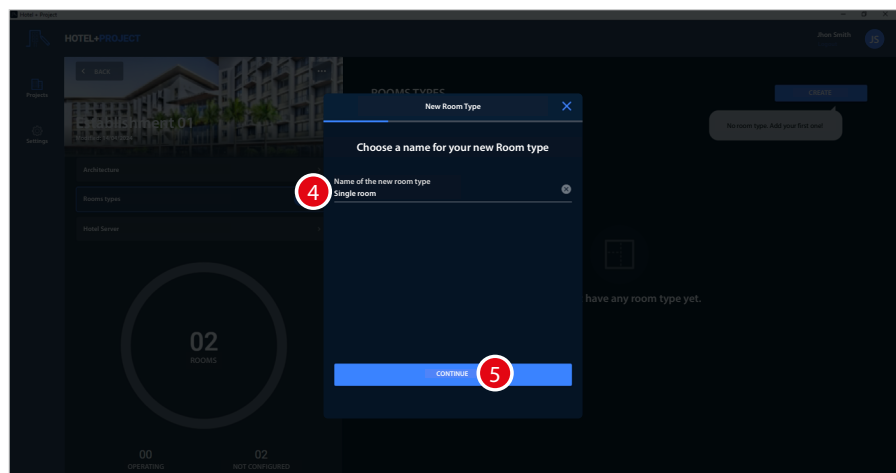 Hotel + Project
HOTEL+PROJECT
Jhon Smith
JS
BACK
Projects
Settings
Establishment 01
ROOMS TYPES
CREATE
No room type. Add your first one!
Architecture
Rooms types
Hotel Server
New Room Type
Choose a name for your new Room type
4
Name of the new room type
Single room
CONTINUE
5
have any room type yet.
02
ROOMS
00
OPERATING
02
NOT CONFIGURED